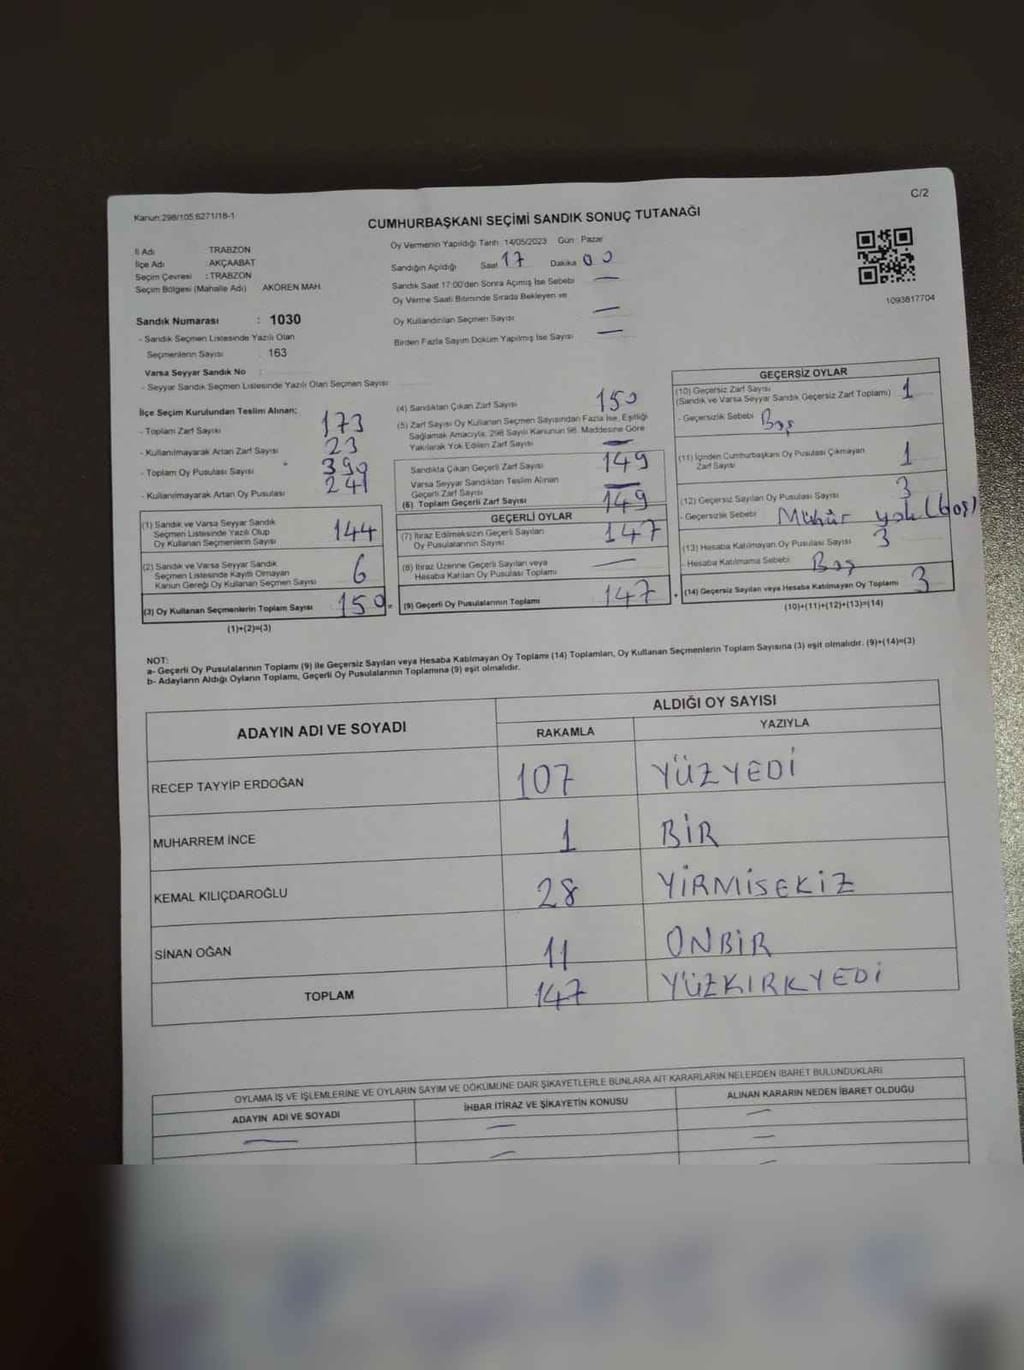 C/2
Kanun:298/105;6271/18-1
CUMHURBAŞKANI SEÇİMİ SANDIK SONUÇ TUTANAĞI
İl Adı : TRABZON
İlçe Adı : AKÇAABAT
Seçim Çevresi : TRABZON
Seçim Bölgesi (Mahalle Adı) AKÖREN MAH.
Sandık Numarası : 1030
- Sandık Seçmen Listesinde Yazılı Olan
Seçmenlerin Sayısı : 163
Varsa Seyyar Sandık No :
- Seyyar Sandık Seçmen Listesinde Yazılı Olan Seçmen Sayısı
Oy Vermenin Yapıldığı Tarih 14/05/2023 Gün : Pazar
Sandığın Açıldığı Saat 17 Dakika 00
Sandık Saat 17:00'den Sonra Açılmış İse Sebebi —
Oy Verme Saati Bitiminde Sırada Bekleyen ve
Oy Kullandırılan Seçmen Sayısı —
Birden Fazla Sayım Döküm Yapılmış İse Sayısı —
1093817704
İlçe Seçim Kurulundan Teslim Alınan;
- Toplam Zarf Sayısı 173
- Kullanılmayarak Artan Zarf Sayısı 23
- Toplam Oy Pusulası Sayısı 390
- Kullanılmayarak Artan Oy Pusulası 241
(1) Sandık ve Varsa Seyyar Sandık
Seçmen Listesinde Yazılı Olup
Oy Kullanan Seçmenlerin Sayısı 144
(2) Sandık ve Varsa Seyyar Sandık
Seçmen Listesinde Kayıtlı Olmayan
Kanun Gereği Oy Kullanan Seçmen Sayısı 6
(3) Oy Kullanan Seçmenlerin Toplam Sayısı 150
(1)+(2)=(3)
(4) Sandıktan Çıkan Zarf Sayısı 150
(5) Zarf Sayısı Oy Kullanan Seçmen Sayısından Fazla İse, Eşitliği
Sağlamak Amacıyla, 298 Sayılı Kanunun 98. Maddesine Göre
Yakılarak Yok Edilen Zarf Sayısı —
Sandıkta Çıkan Geçerli Zarf Sayısı 149
Varsa Seyyar Sandıktan Teslim Alınan
Geçerli Zarf Sayısı —
(6) Toplam Geçerli Zarf Sayısı 149
GEÇERLİ OYLAR
(7) İtiraz Edilmeksizin Geçerli Sayılan
Oy Pusulalarının Sayısı 147
(8) İtiraz Üzerine Geçerli Sayılan veya
Hesaba Katılan Oy Pusulası Toplamı —
(9) Geçerli Oy Pusulalarının Toplamı 147
GEÇERSİZ OYLAR
(10) Geçersiz Zarf Sayısı
(Sandık ve Varsa Seyyar Sandık Geçersiz Zarf Toplamı) 1
- Geçersizlik Sebebi Boş
(11) İçinden Cumhurbaşkanı Oy Pusulası Çıkmayan
Zarf Sayısı 1
(12) Geçersiz Sayılan Oy Pusulası Sayısı 3
- Geçersizlik Sebebi Mühür yok (boş)
(13) Hesaba Katılmayan Oy Pusulası Sayısı 3
- Hesaba Katılmama Sebebi Boş
(14) Geçersiz Sayılan veya Hesaba Katılmayan Oy Toplamı 3
(10)+(11)+(12)+(13)=(14)
NOT:
a- Geçerli Oy Pusulalarının Toplamı (9) ile Geçersiz Sayılan veya Hesaba Katılmayan Oy Toplamı (14) Toplamları, Oy Kullanan Seçmenlerin Toplam Sayısına (3) eşit olmalıdır. (9)+(14)=(3)
b- Adayların Aldığı Oyların Toplamı, Geçerli Oy Pusulalarının Toplamına (9) eşit olmalıdır.
ADAYIN ADI VE SOYADI
ALDIĞI OY SAYISI
RAKAMLA YAZIYLA
RECEP TAYYİP ERDOĞAN 107 YÜZYEDİ
MUHARREM İNCE 1 BİR
KEMAL KILIÇDAROĞLU 28 YİRMİSEKİZ
SİNAN OĞAN 11 ONBİR
TOPLAM 147 YÜZKIRKYEDİ
OYLAMA İŞ VE İŞLEMLERİNE VE OYLARIN SAYIM VE DÖKÜMÜNE DAİR ŞİKAYETLERLE BUNLARA AİT KARARLARIN NELERDEN İBARET BULUNDUKLARI
ADAYIN ADI VE SOYADI İHBAR İTİRAZ VE ŞİKAYETİN KONUSU ALINAN KARARIN NEDEN İBARET OLDUĞU